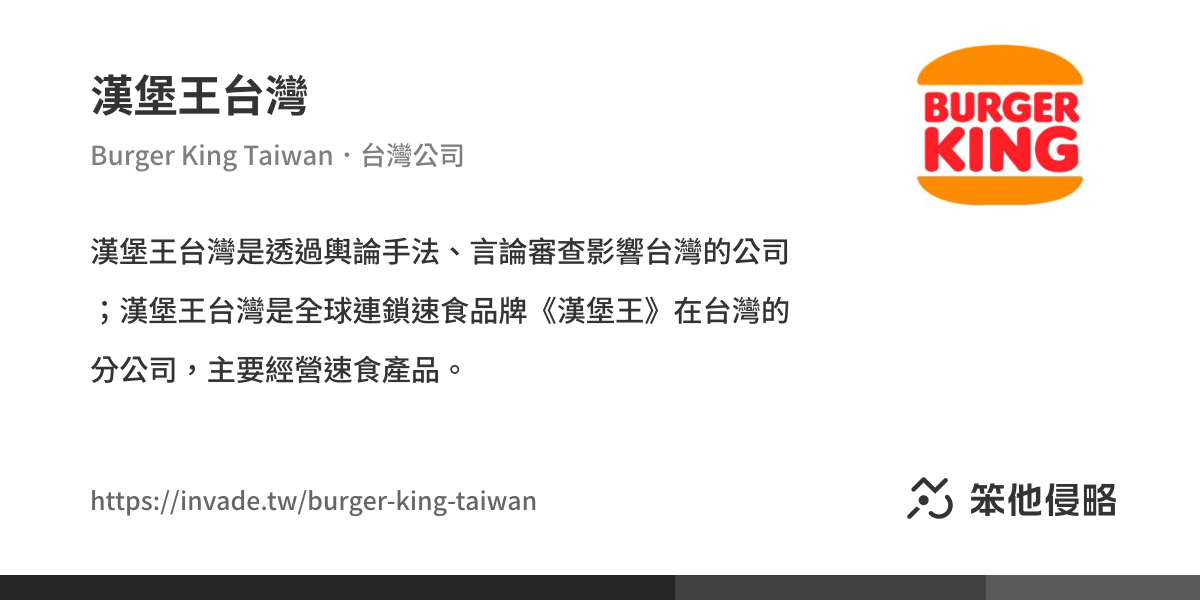 漢堡王台灣
Burger King Taiwan・台灣公司
BURGER
KING
漢堡王台灣是透過輿論手法、言論審查影響台灣的公司
；漢堡王台灣是全球連鎖速食品牌《漢堡王》在台灣的
分公司，主要經營速食產品。
https://invade.tw/burger-king-taiwan
笨他侵略